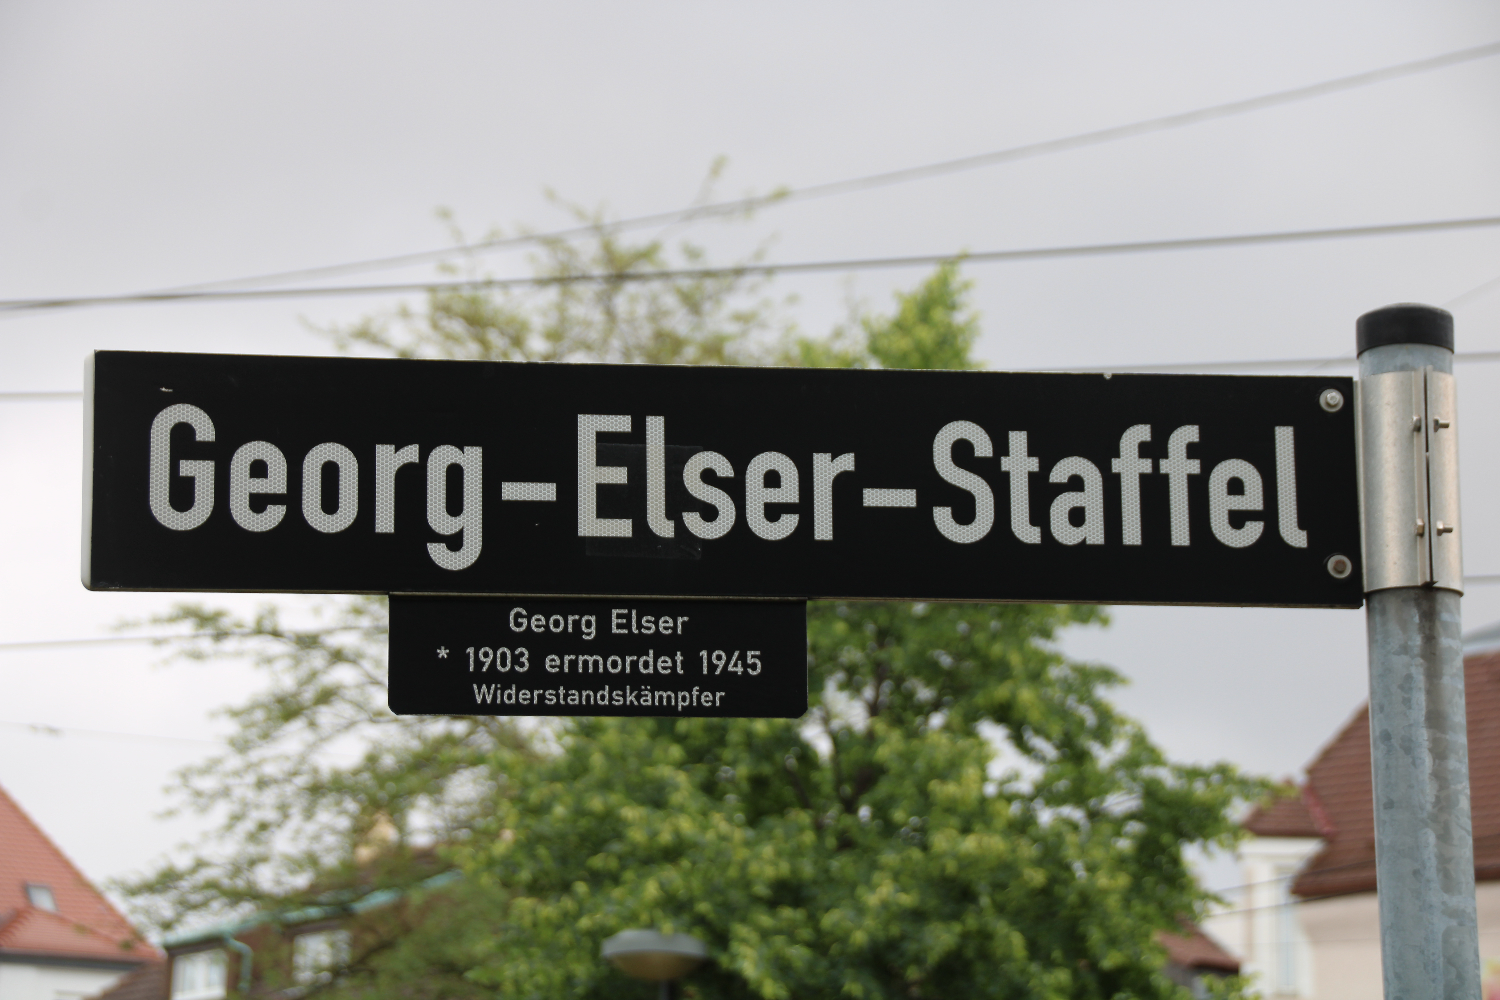 Georg-Elser-Staffel
Georg Elser
* 1903 ermordet 1945
Widerstandskämpfer